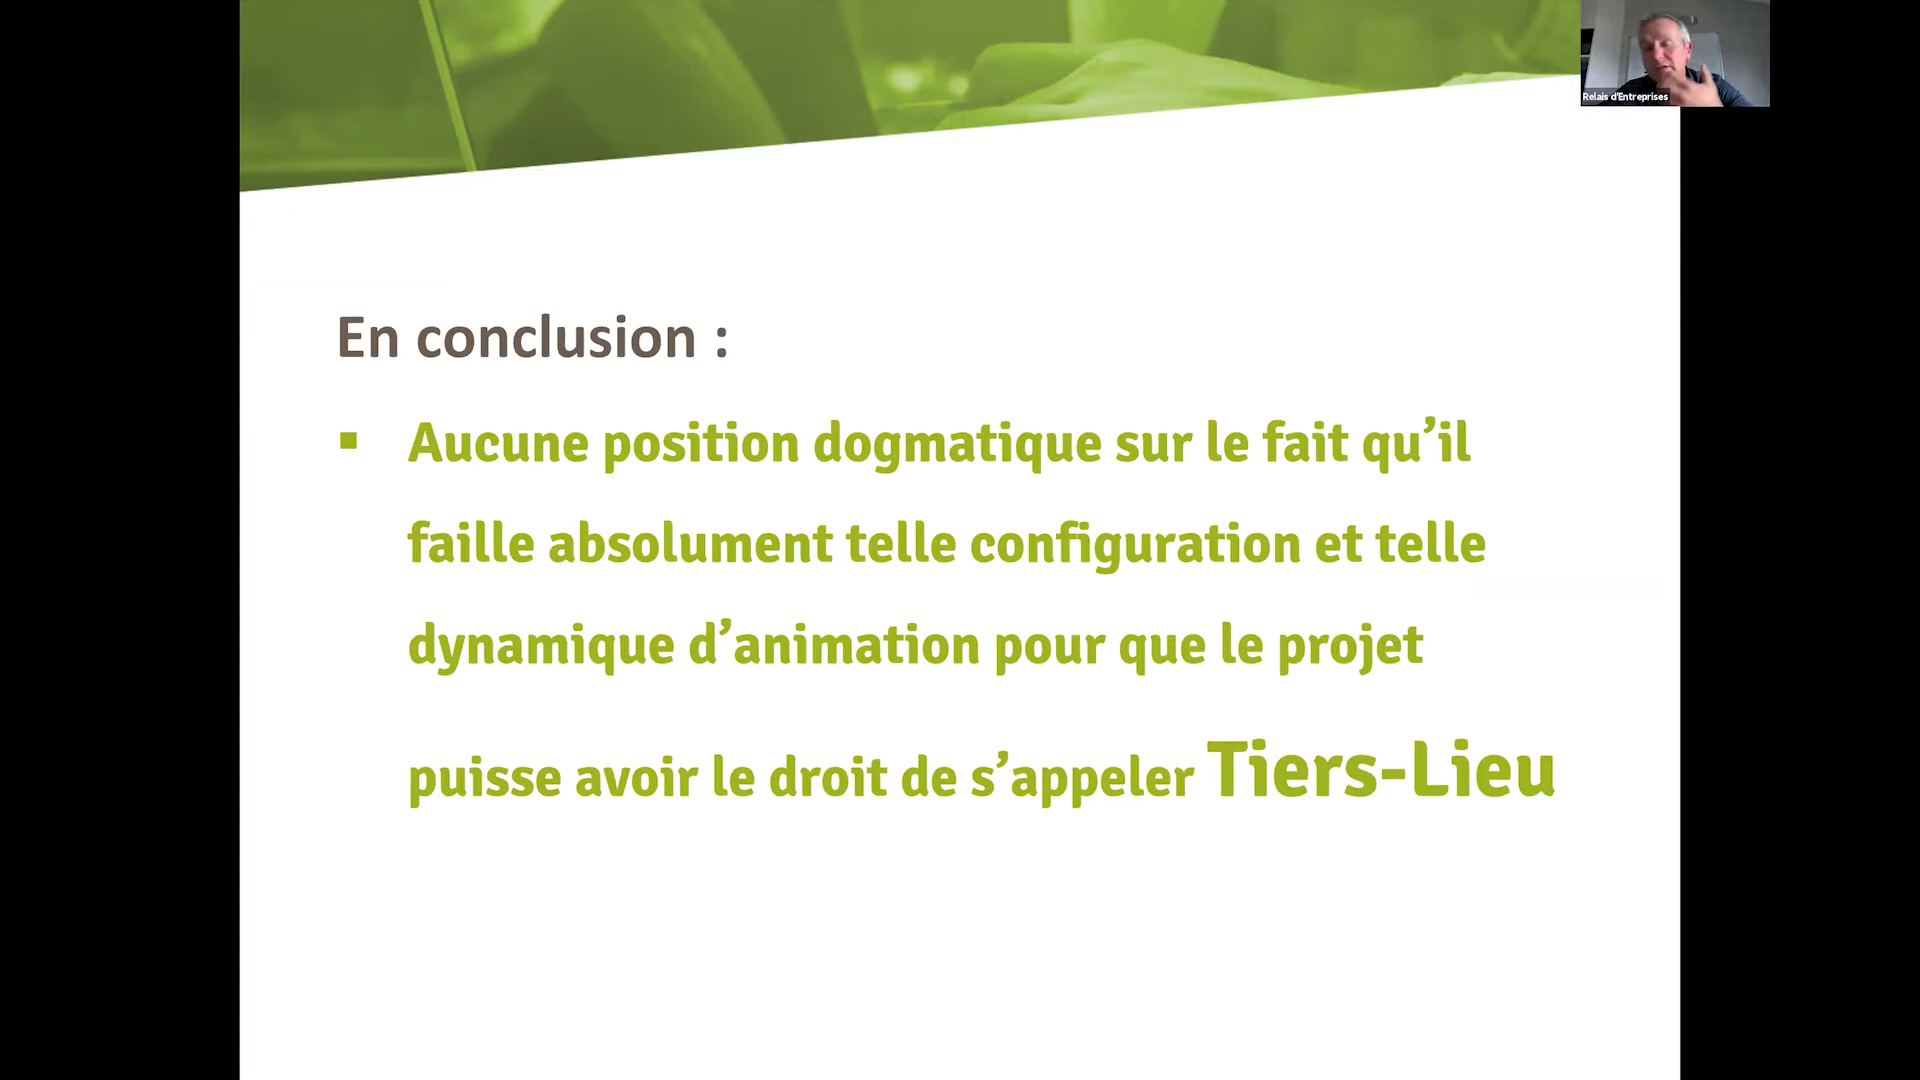 Relais d'Entreprises
En conclusion :
▪ Aucune position dogmatique sur le fait qu’il
faille absolument telle configuration et telle
dynamique d’animation pour que le projet
puisse avoir le droit de s’appeler Tiers-Lieu